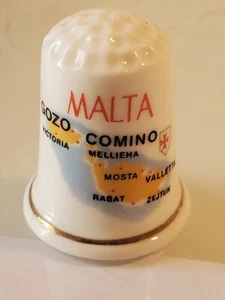 MALTA
GOZO
COMINO
VICTORIA
MELLIEHA
MOSTA
VALLETTA
RABAT
ZEJTUN